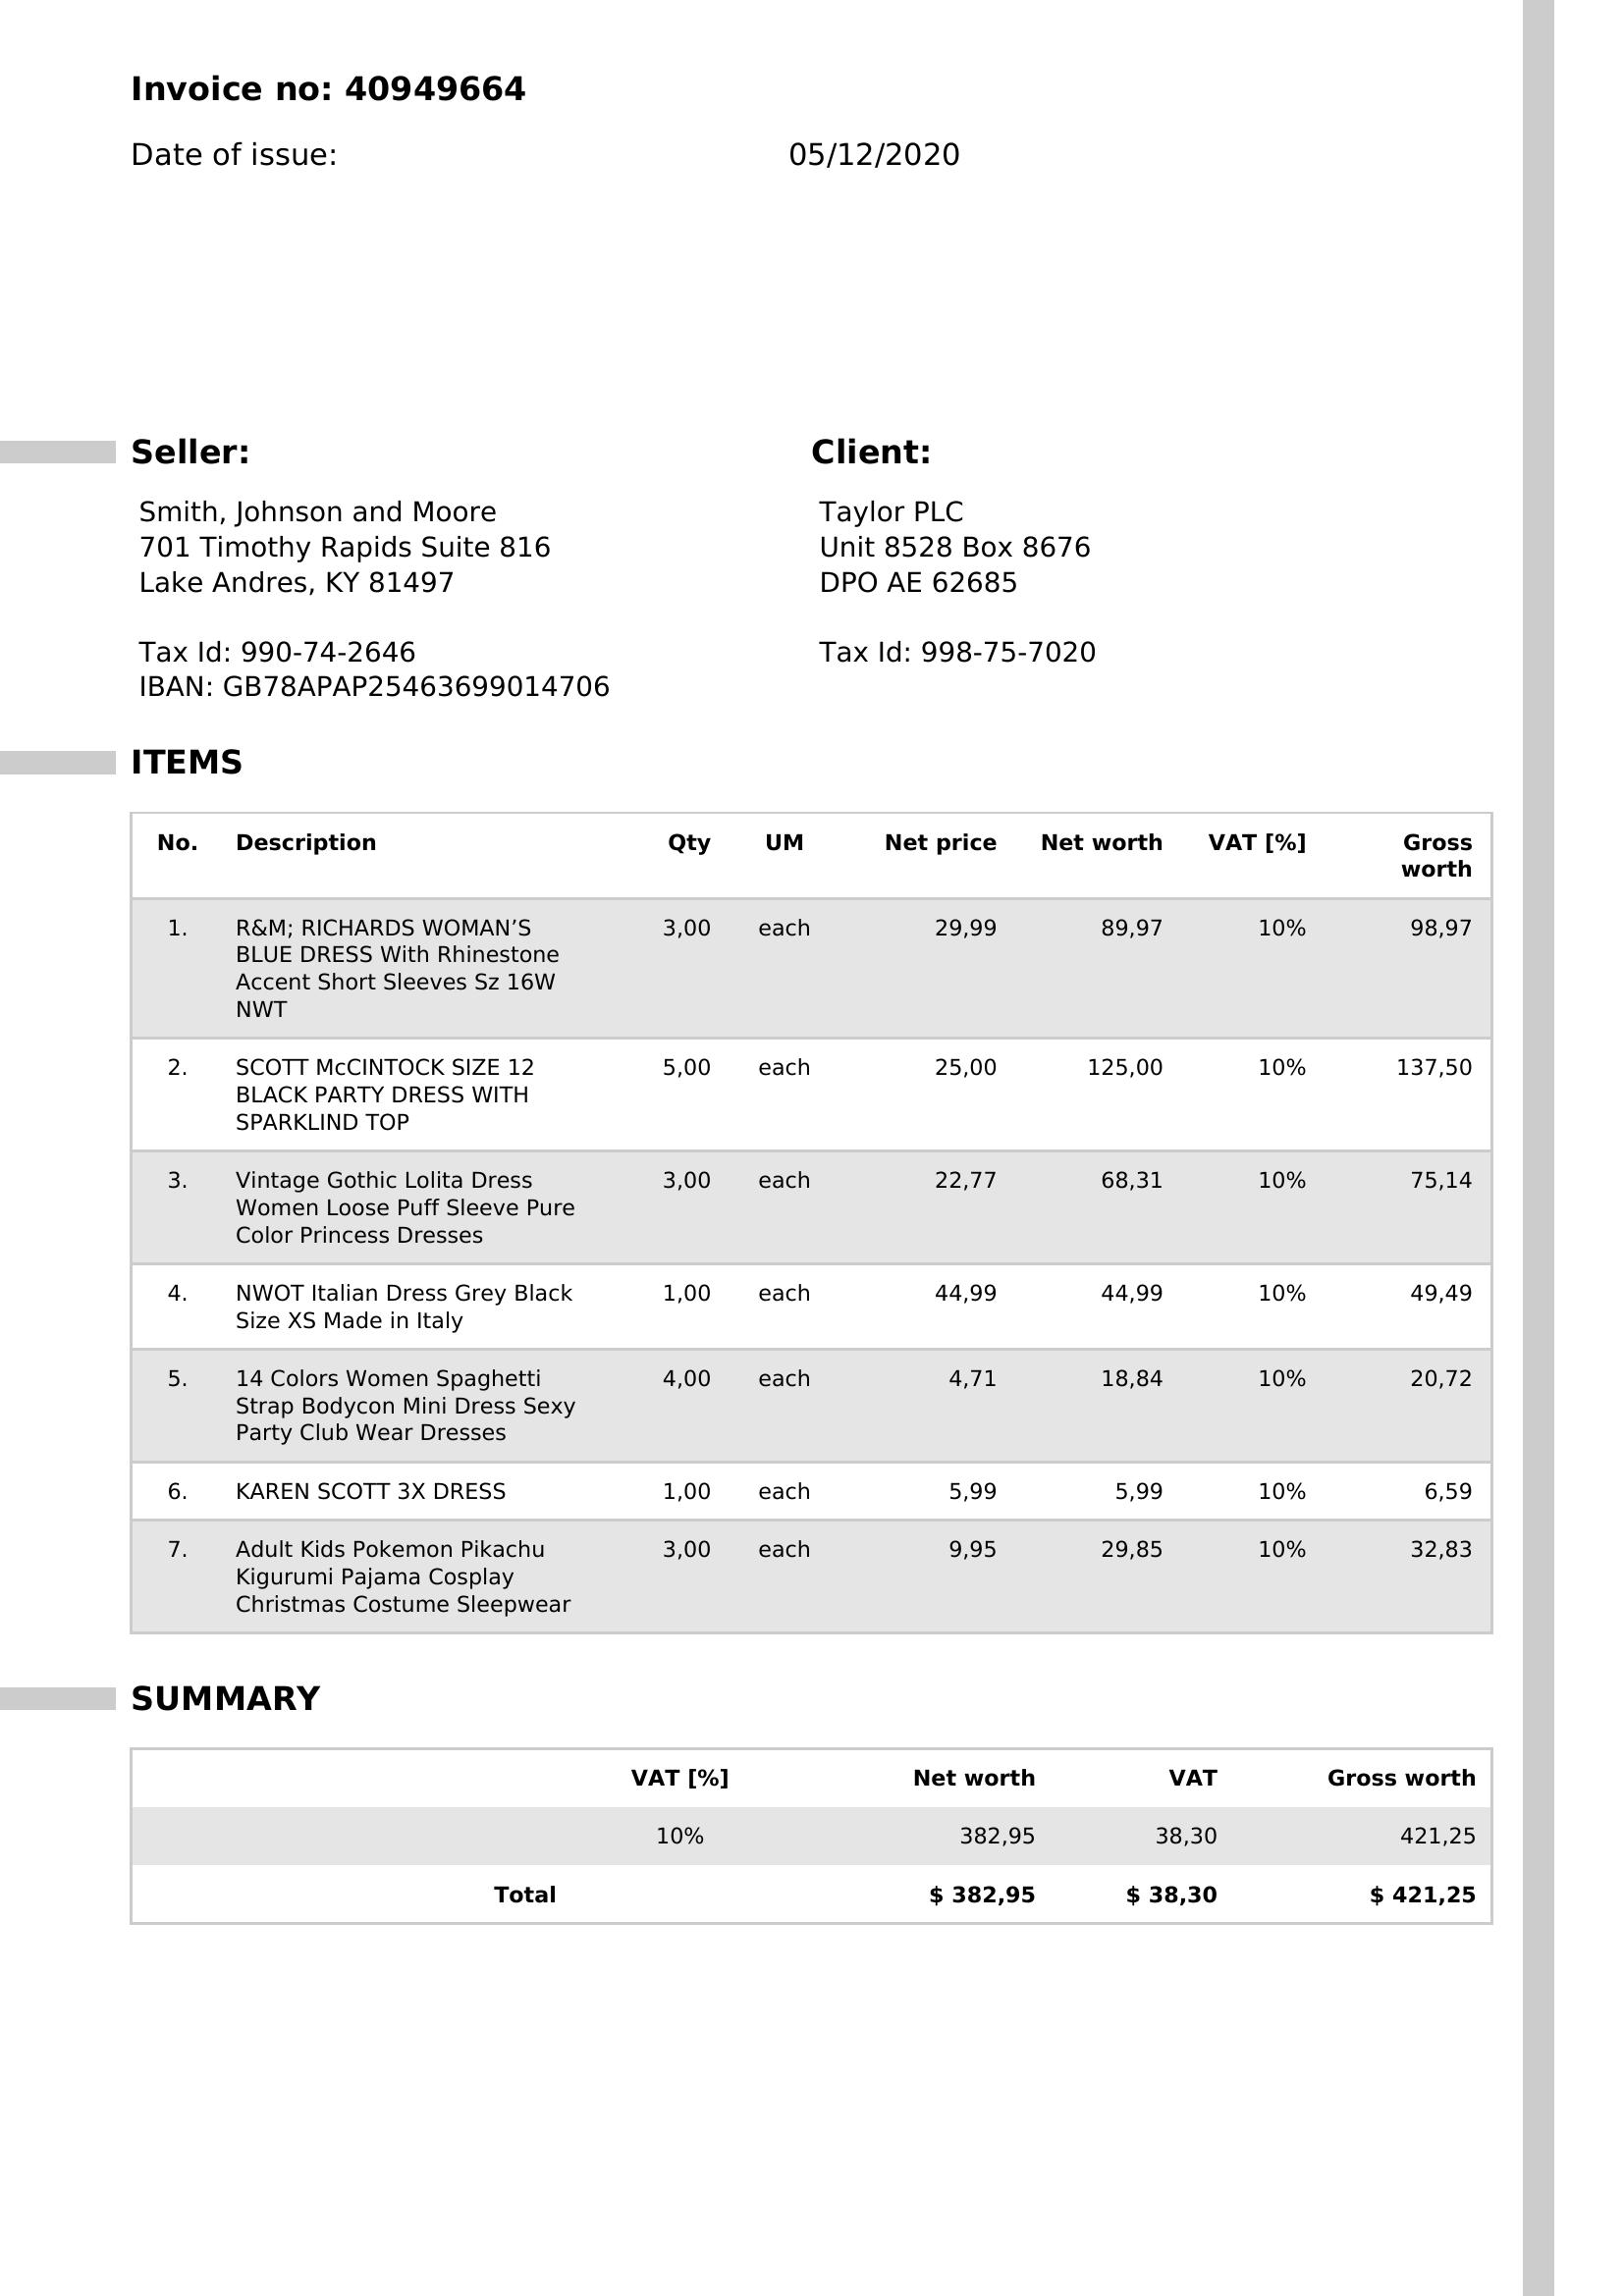 Invoice no: 40949664
Date of issue: 05/12/2020
Seller: Client:
Smith, Johnson and Moore Taylor PLC
701 Timothy Rapids Suite 816 Unit 8528 Box 8676
Lake Andres, KY 81497 DPO AE 62685
Tax Id: 990-74-2646 Tax Id: 998-75-7020
IBAN: GB78APAP25463699014706
ITEMS
No. Description Qty UM Net price Net worth VAT [%] Gross
worth
1. R&M; RICHARDS WOMAN’S 3,00 each 29,99 89,97 10% 98,97
BLUE DRESS With Rhinestone
Accent Short Sleeves Sz 16W
NWT
2. SCOTT McCINTOCK SIZE 12 5,00 each 25,00 125,00 10% 137,50
BLACK PARTY DRESS WITH
SPARKLIND TOP
3. Vintage Gothic Lolita Dress 3,00 each 22,77 68,31 10% 75,14
Women Loose Puff Sleeve Pure
Color Princess Dresses
4. NWOT Italian Dress Grey Black 1,00 each 44,99 44,99 10% 49,49
Size XS Made in Italy
5. 14 Colors Women Spaghetti 4,00 each 4,71 18,84 10% 20,72
Strap Bodycon Mini Dress Sexy
Party Club Wear Dresses
6. KAREN SCOTT 3X DRESS 1,00 each 5,99 5,99 10% 6,59
7. Adult Kids Pokemon Pikachu 3,00 each 9,95 29,85 10% 32,83
Kigurumi Pajama Cosplay
Christmas Costume Sleepwear
SUMMARY
VAT [%] Net worth VAT Gross worth
10% 382,95 38,30 421,25
Total $ 382,95 $ 38,30 $ 421,25